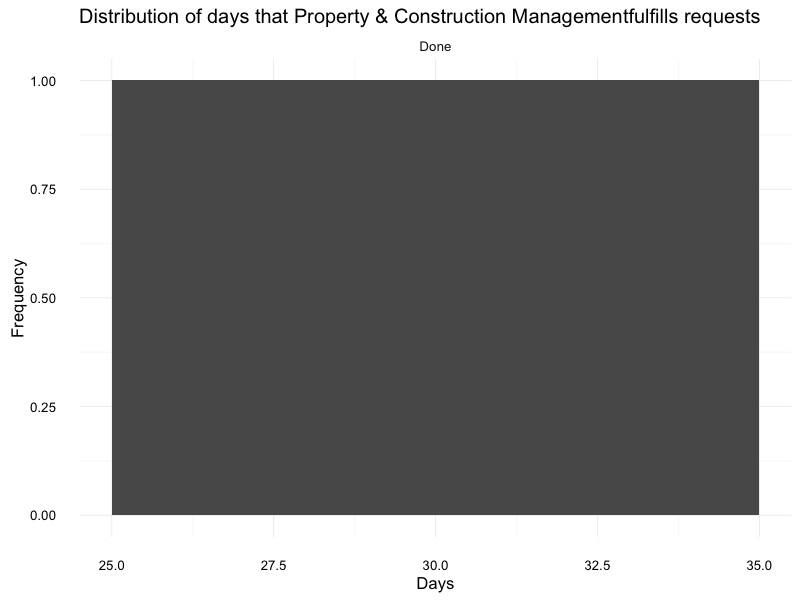 Distribution of days that Property & Construction Managementfulfills requests
Done
1.00
0.75
0.50
0.25
0.00
Frequency
25.0 27.5 30.0 32.5 35.0
Days